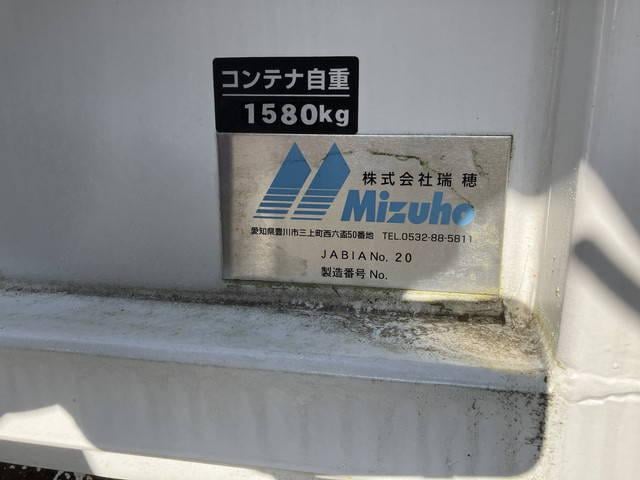 コンテナ自重
1580kg
株式会社瑞穂
Mizuho
愛知県豊川市三上町西六盃50番地 TEL.0532-88-5811
JABIA No. 20
製造番号 No.